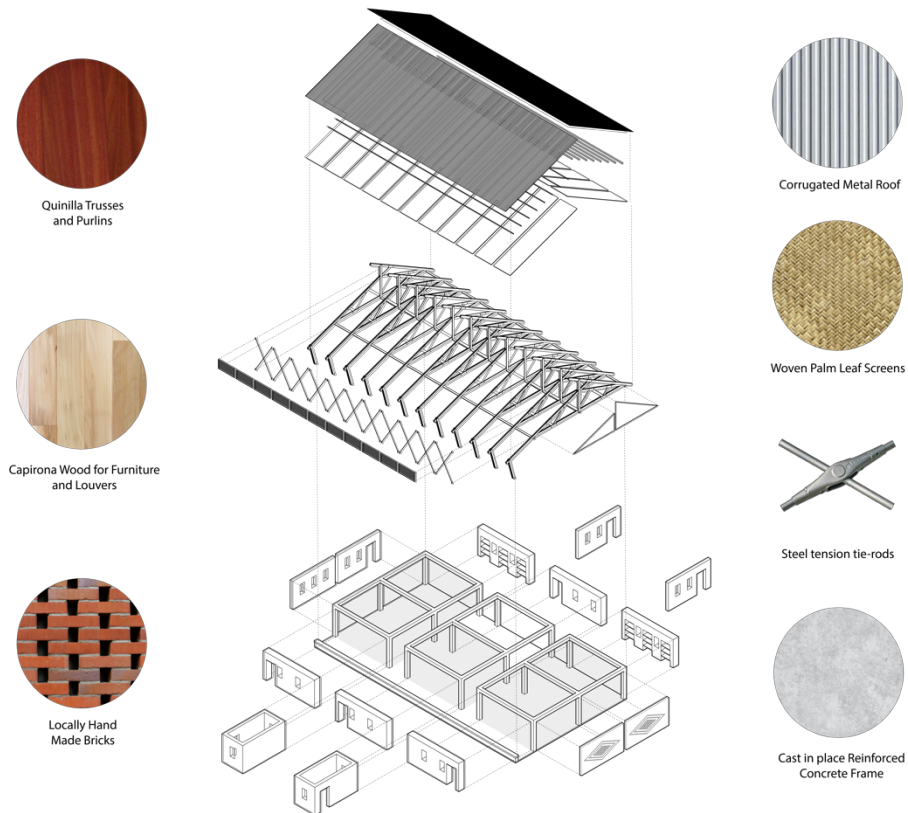 Quinilla Trusses
and Purlins
Capirona Wood for Furniture
and Louvers
Locally Hand
Made Bricks
Corrugated Metal Roof
Woven Palm Leaf Screens
Steel tension tie-rods
Cast in place Reinforced
Concrete Frame